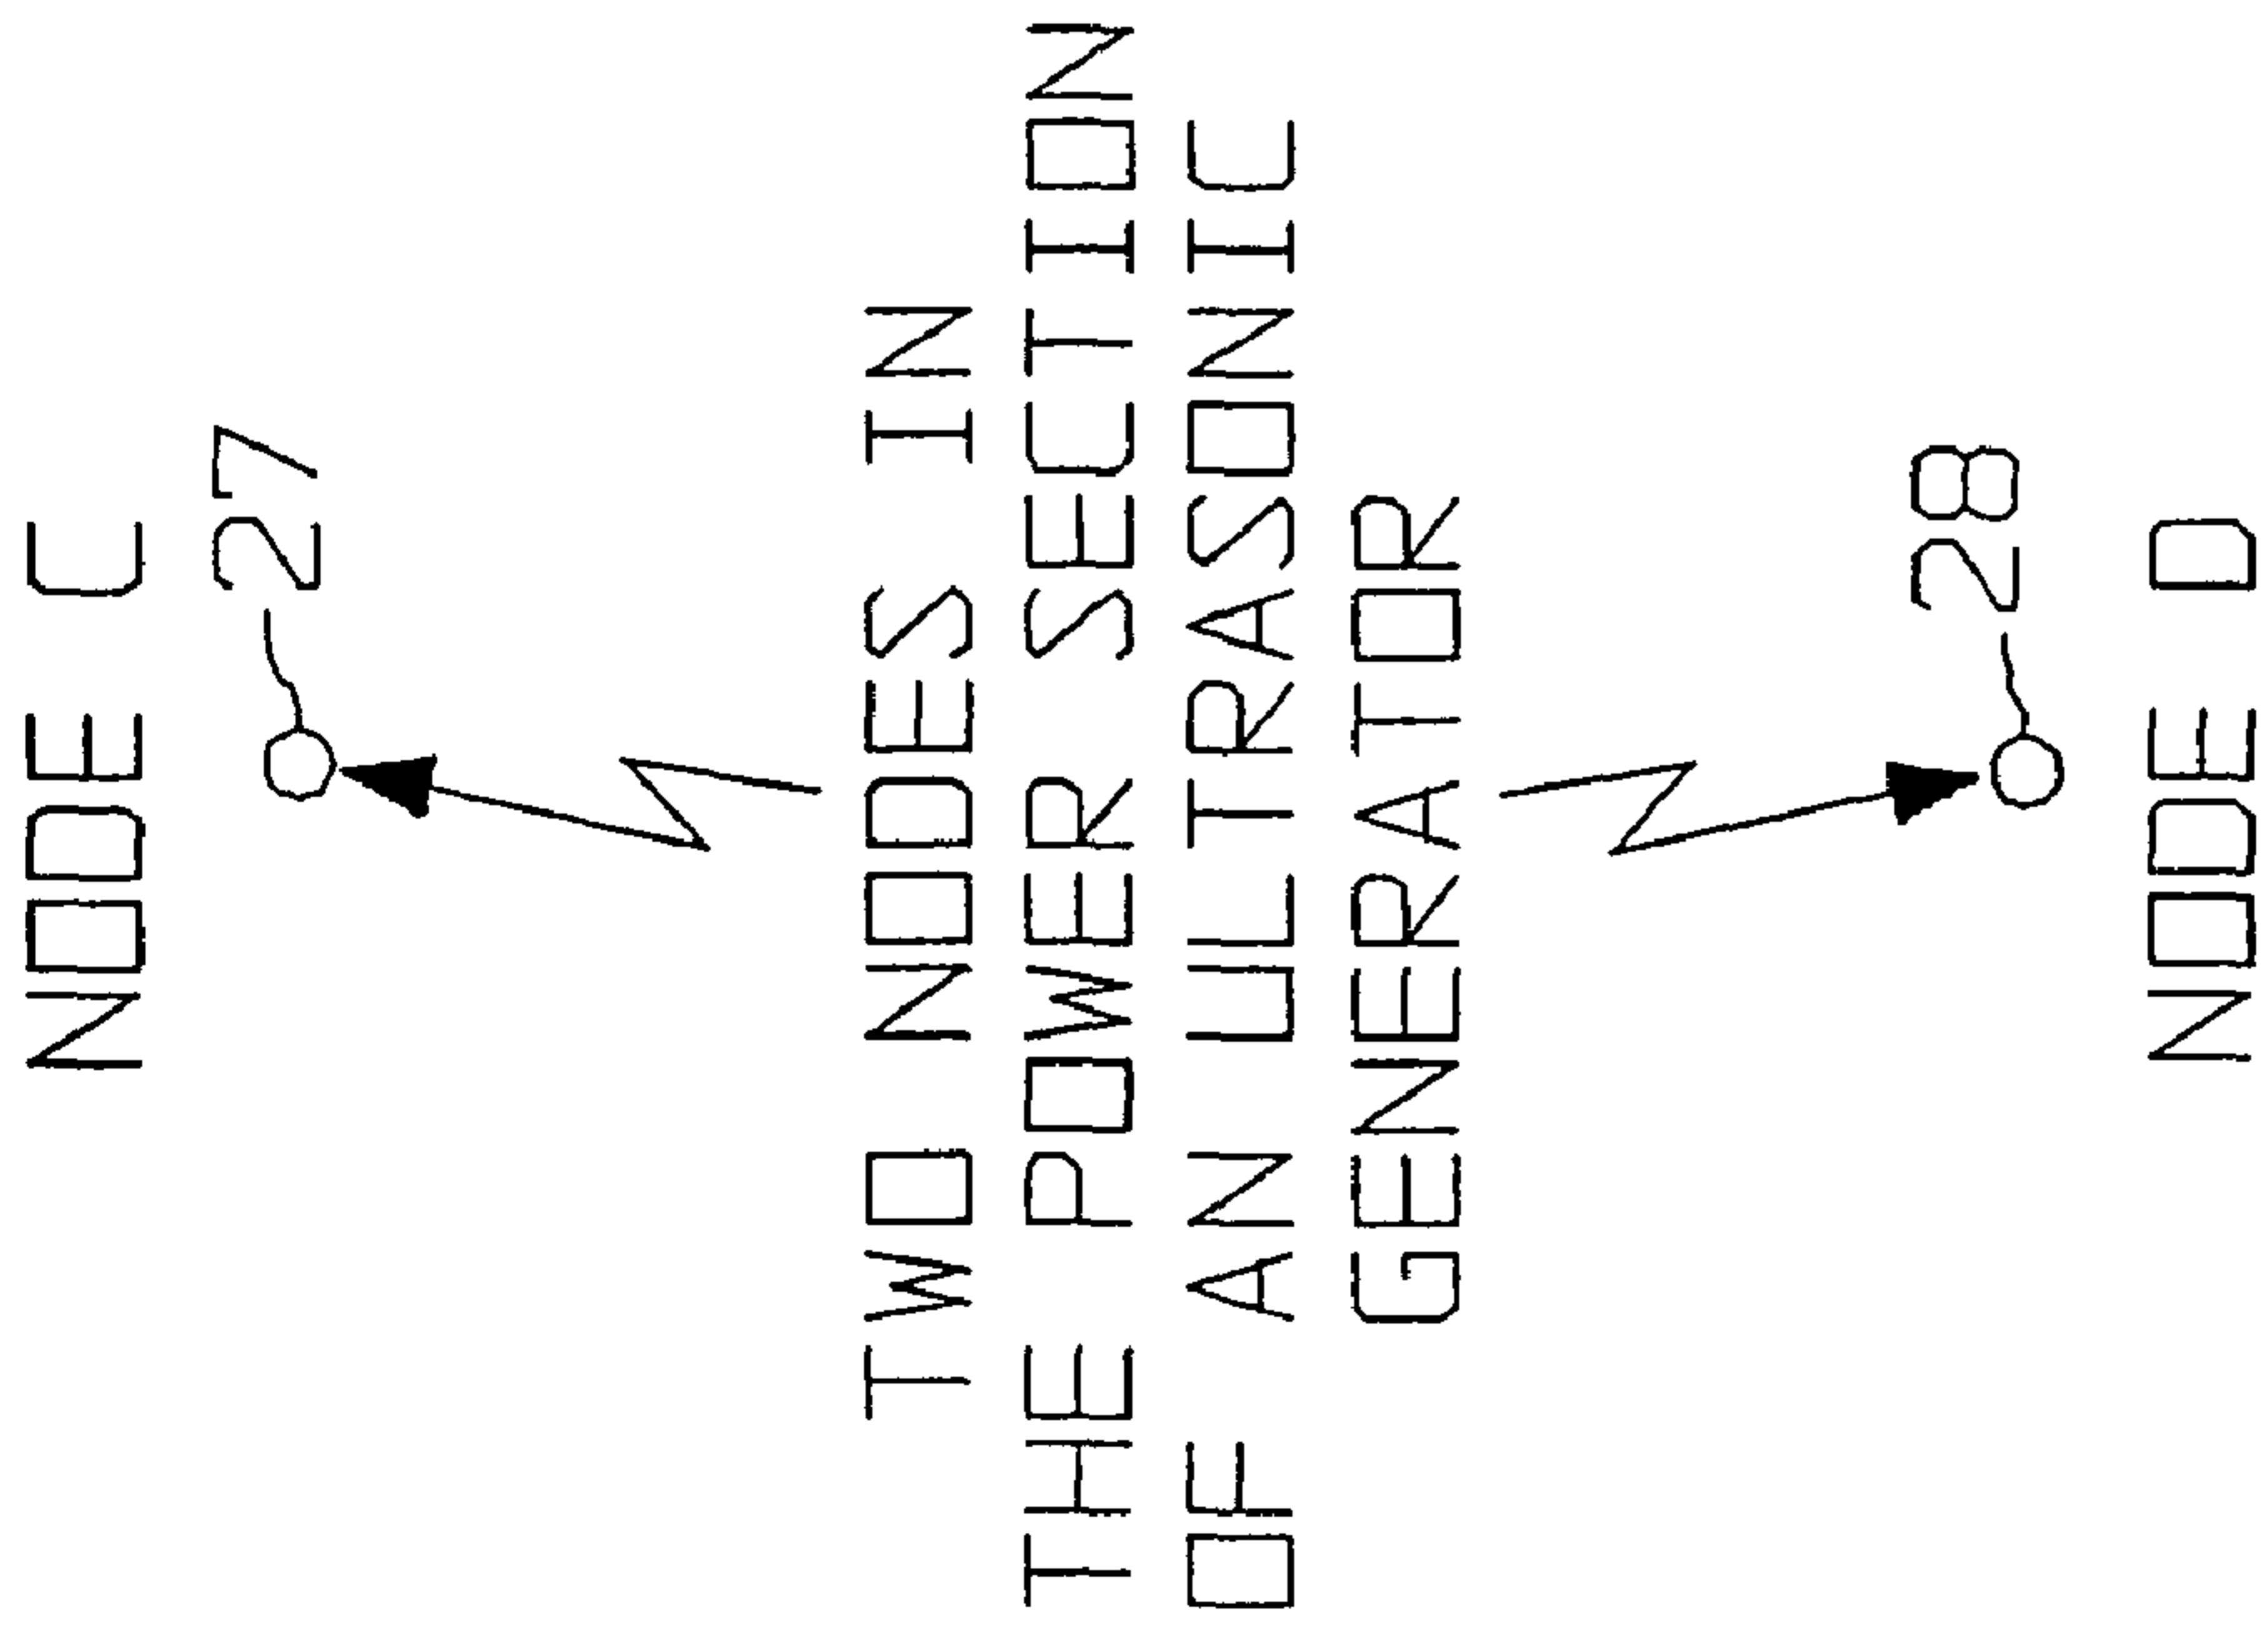 NODE C
27
TWO NODES IN
THE POWER SECTION
OF AN ULTRASONIC
GENERATOR
28
NODE D